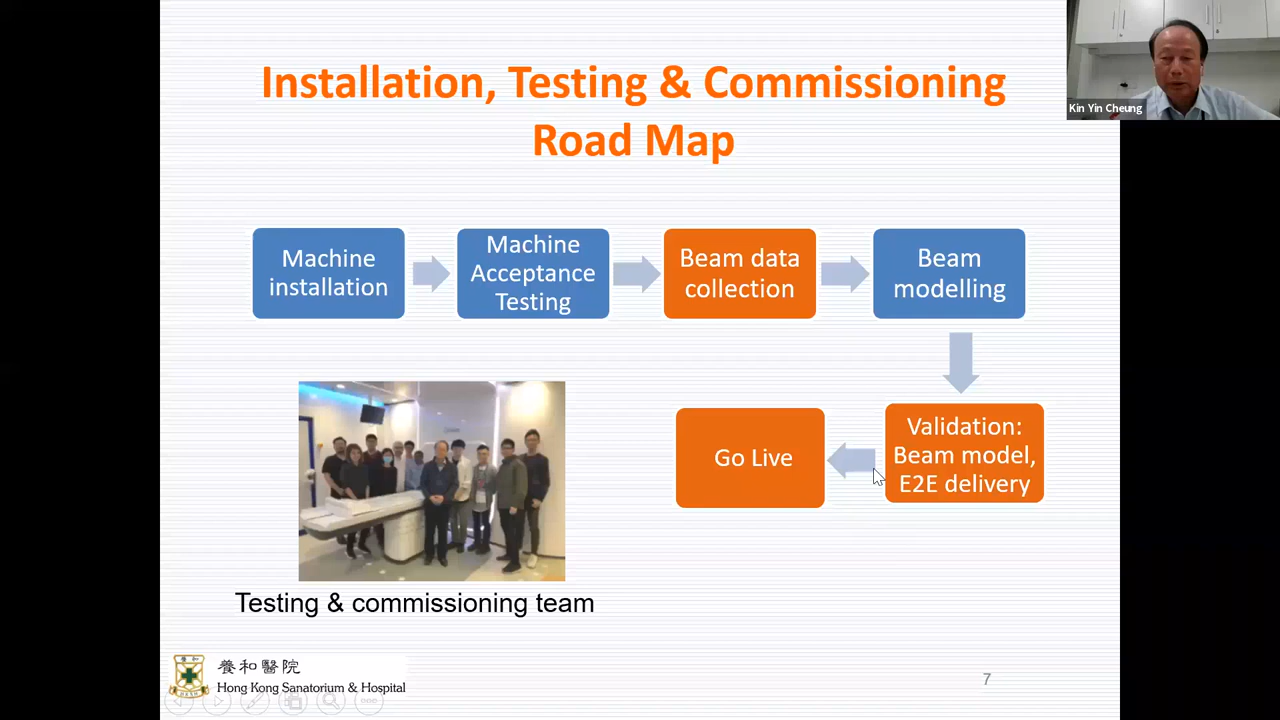 Installation, Testing & Commissioning
Road Map
Kin Yin Cheung
Machine
installation
Machine
Acceptance
Testing
Beam data
collection
Beam
modelling
Go Live
Validation:
Beam model,
E2E delivery
Testing & commissioning team
養和醫院
Hong Kong Sanatorium & Hospital
7